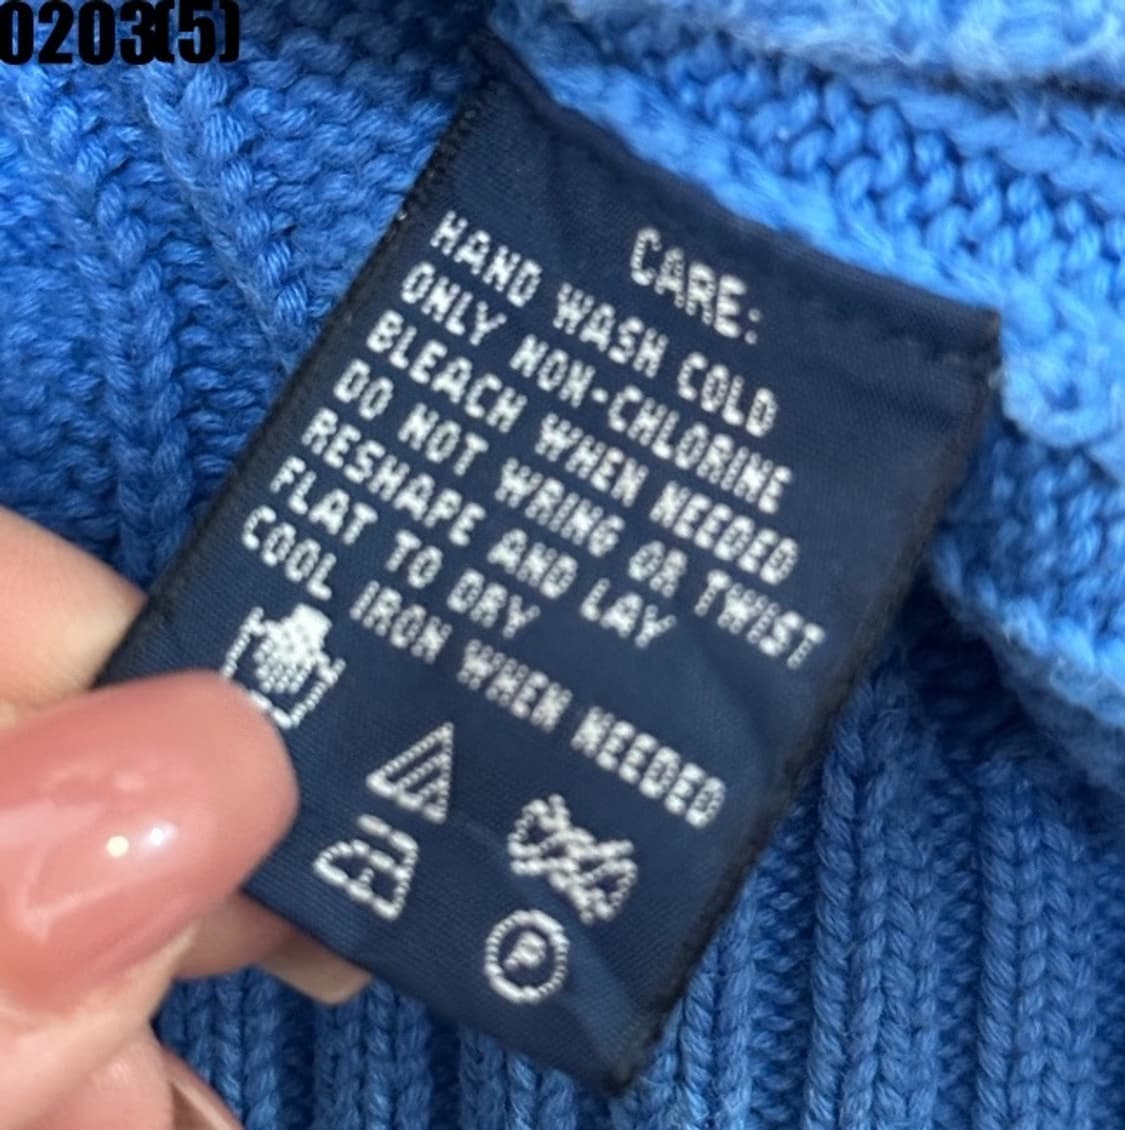 0203(5)
CARE:
HAND WASH COLD
ONLY NON-CHLORINE
BLEACH WHEN NEEDED
DO NOT WRING OR TWIST
RESHAPE AND LAY
FLAT TO DRY
COOL IRON WHEN NEEDED
P